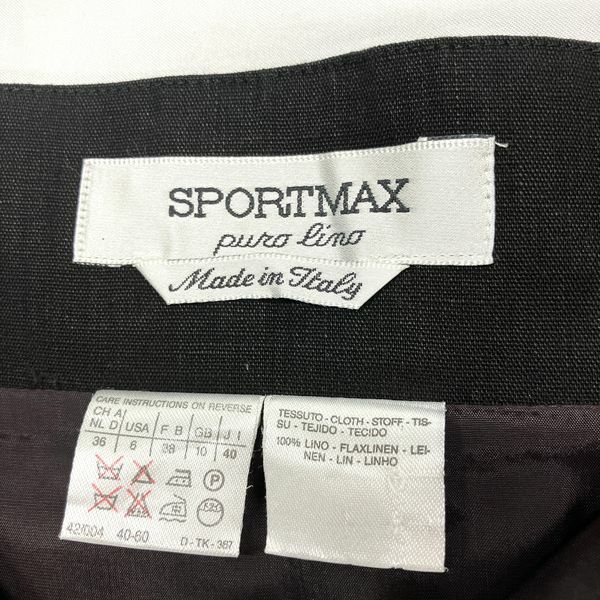 SPORTMAX
puro lino
Made in Italy
CARE INSTRUCTIONS ON REVERSE
CH A
NL D USA F B GB J I
36 6 38 10 40
P
42/004 40-60
D-TK-387
TESSUTO - CLOTH - STOFF - TIS-
SU - TEJIDO - TECIDO
100% LINO - FLAXLINEN - LEI-
NEN - LIN - LINHO